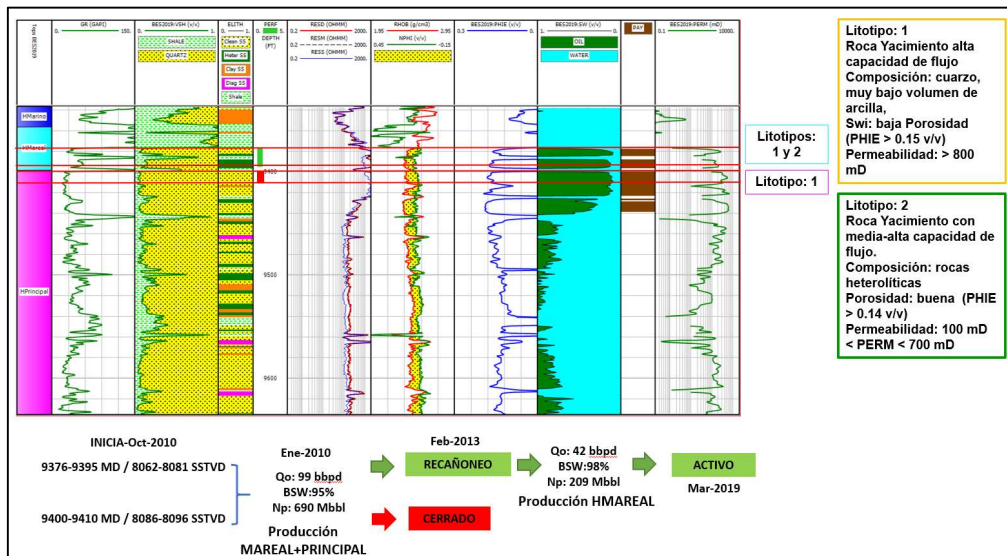 Tops BES2019
GR (GAPI)
0. 150.
BES2019:VSH (v/v)
0. 1.
SHALE
QUARTZ
ELITH
0. 5.
Clean SS
Heter SS
Clay SS
Diag SS
Shale
PERF
DEPTH
(FT)
RESD (OHMM)
0.2 2000.
RESM (OHMM)
0.2 2000.
RESS (OHMM)
0.2 2000.
RHOB (g/cm3)
1.95 2.95
NPHI (v/v)
0.45 -0.15
BES2019:PHIE (v/v)
0.3 0.
BES2019:SW (v/v)
1. 0.
OIL
WATER
PAY
BES2019:PERM (mD)
0.1 10000.
HMarino
HMareal
HPrincipal
9400
9500
9600
Litotipos:
1 y 2
Litotipo: 1
Litotipo: 1
Roca Yacimiento alta
capacidad de flujo
Composición: cuarzo,
muy bajo volumen de
arcilla,
Swi: baja Porosidad
(PHIE > 0.15 v/v)
Permeabilidad: > 800
mD
Litotipo: 2
Roca Yacimiento con
media-alta capacidad de
flujo.
Composición: rocas
heterolíticas
Porosidad: buena (PHIE
> 0.14 v/v)
Permeabilidad: 100 mD
< PERM < 700 mD
INICIA-Oct-2010
9376-9395 MD / 8062-8081 SSTVD
9400-9410 MD / 8086-8096 SSTVD
Ene-2010
Qo: 99 bbpd
BSW:95%
Np: 690 Mbbl
Producción
MAREAL+PRINCIPAL
Feb-2013
RECAÑONEO
CERRADO
Qo: 42 bbpd
BSW:98%
Np: 209 Mbbl
Producción HMAREAL
ACTIVO
Mar-2019